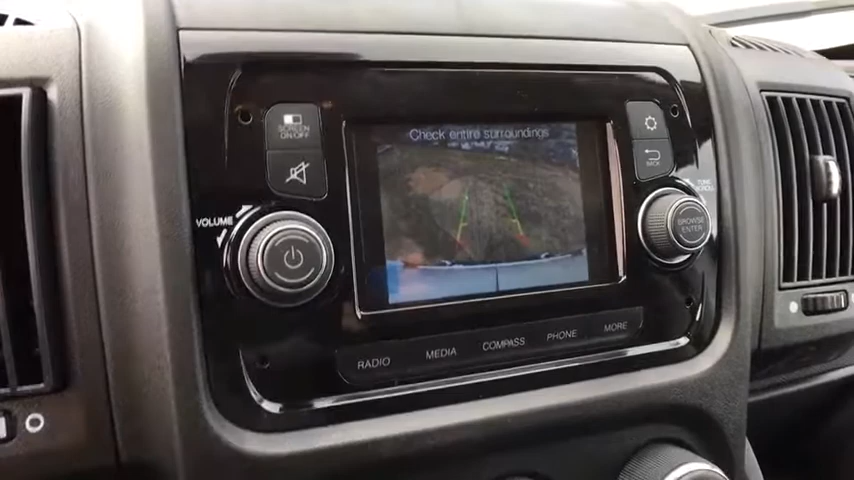 SCREEN
ON/OFF
Check entire surroundings
BACK
VOLUME
TUNE
SCROLL
BROWSE
ENTER
RADIO
MEDIA
COMPASS
PHONE
MORE